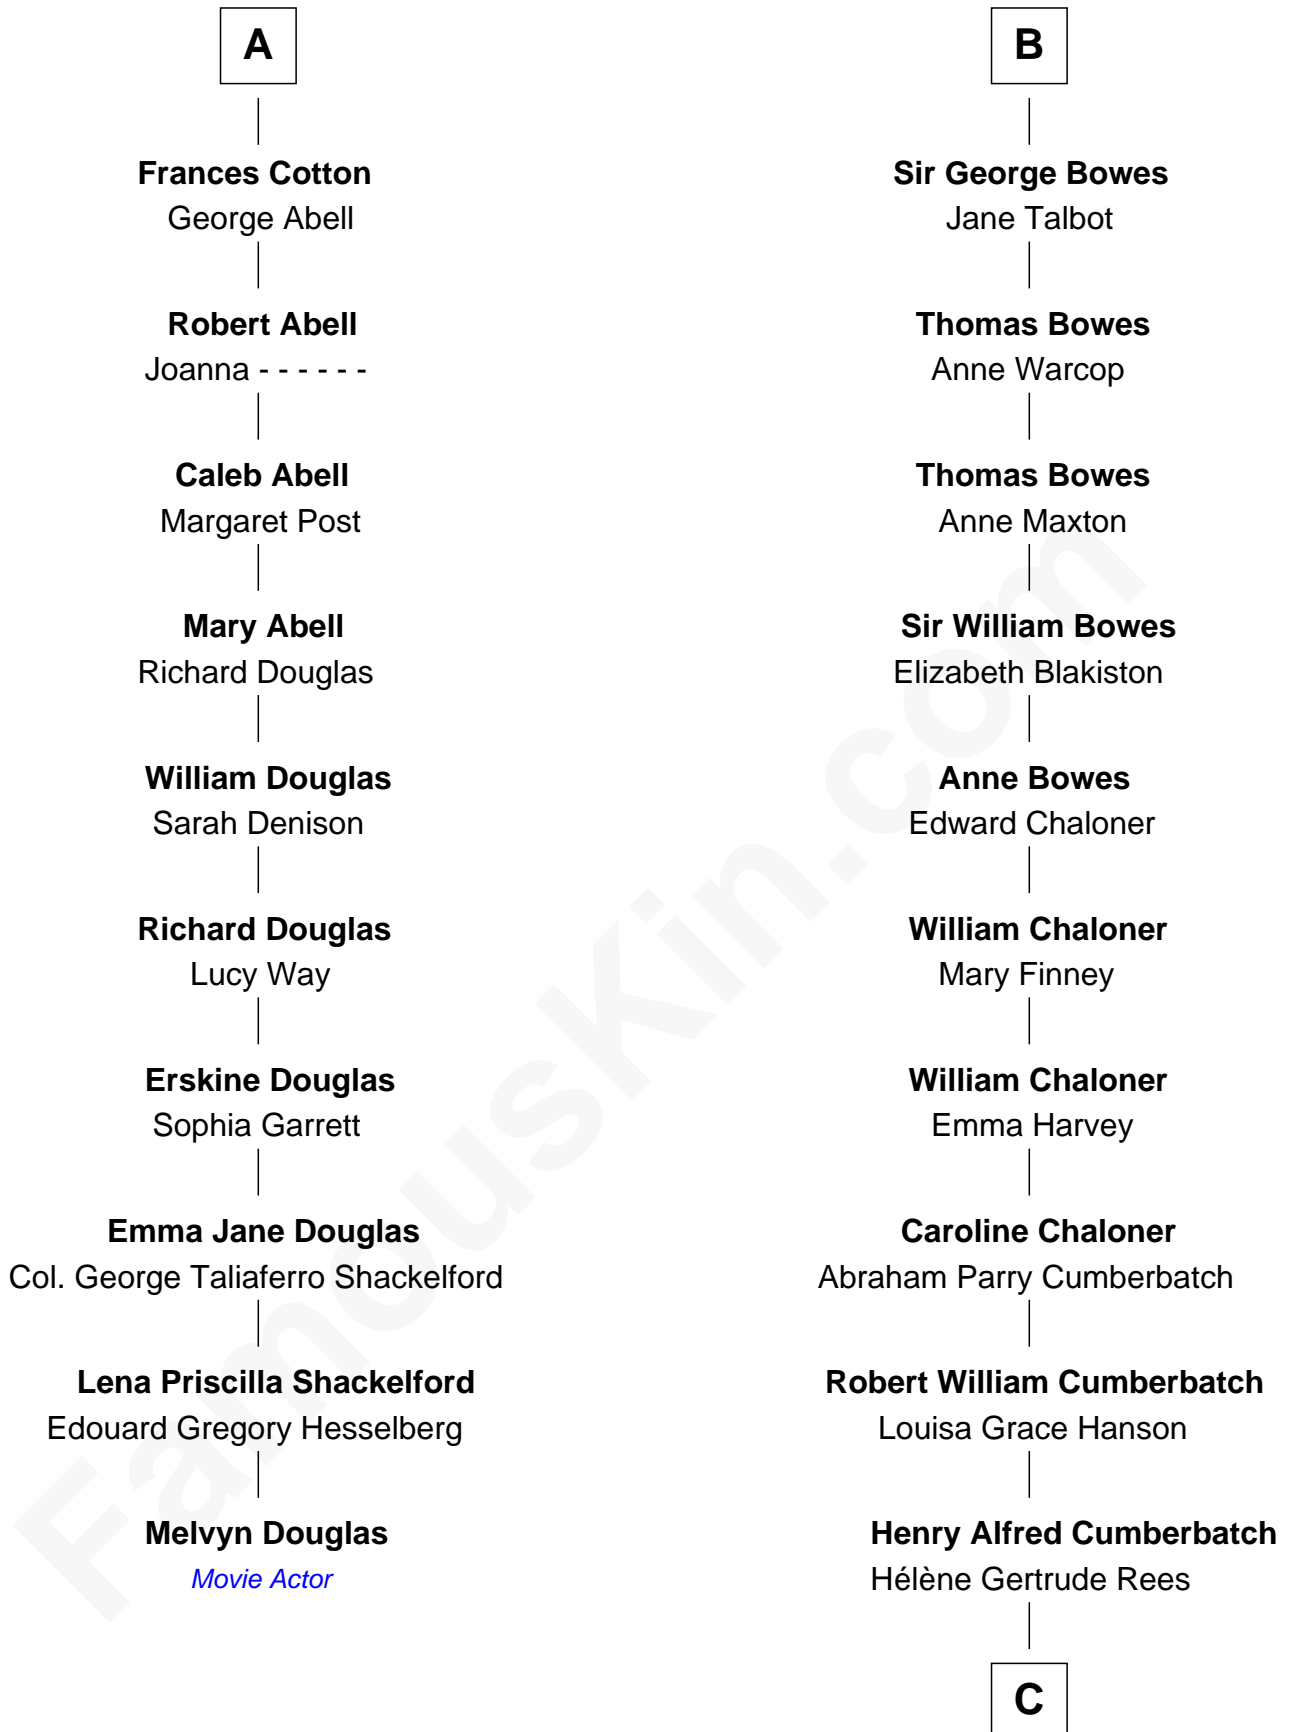 A
Frances Cotton
George Abell
Robert Abell
Joanna - - - - - -
Caleb Abell
Margaret Post
Mary Abell
Richard Douglas
William Douglas
Sarah Denison
Richard Douglas
Lucy Way
Erskine Douglas
Sophia Garrett
Emma Jane Douglas
Col. George Taliaferro Shackelford
Lena Priscilla Shackelford
Edouard Gregory Hesselberg
Melvyn Douglas
Movie Actor
B
Sir George Bowes
Jane Talbot
Thomas Bowes
Anne Warcop
Thomas Bowes
Anne Maxton
Sir William Bowes
Elizabeth Blakiston
Anne Bowes
Edward Chaloner
William Chaloner
Mary Finney
William Chaloner
Emma Harvey
Caroline Chaloner
Abraham Parry Cumberbatch
Robert William Cumberbatch
Louisa Grace Hanson
Henry Alfred Cumberbatch
Hélène Gertrude Rees
C
FamousKin.com